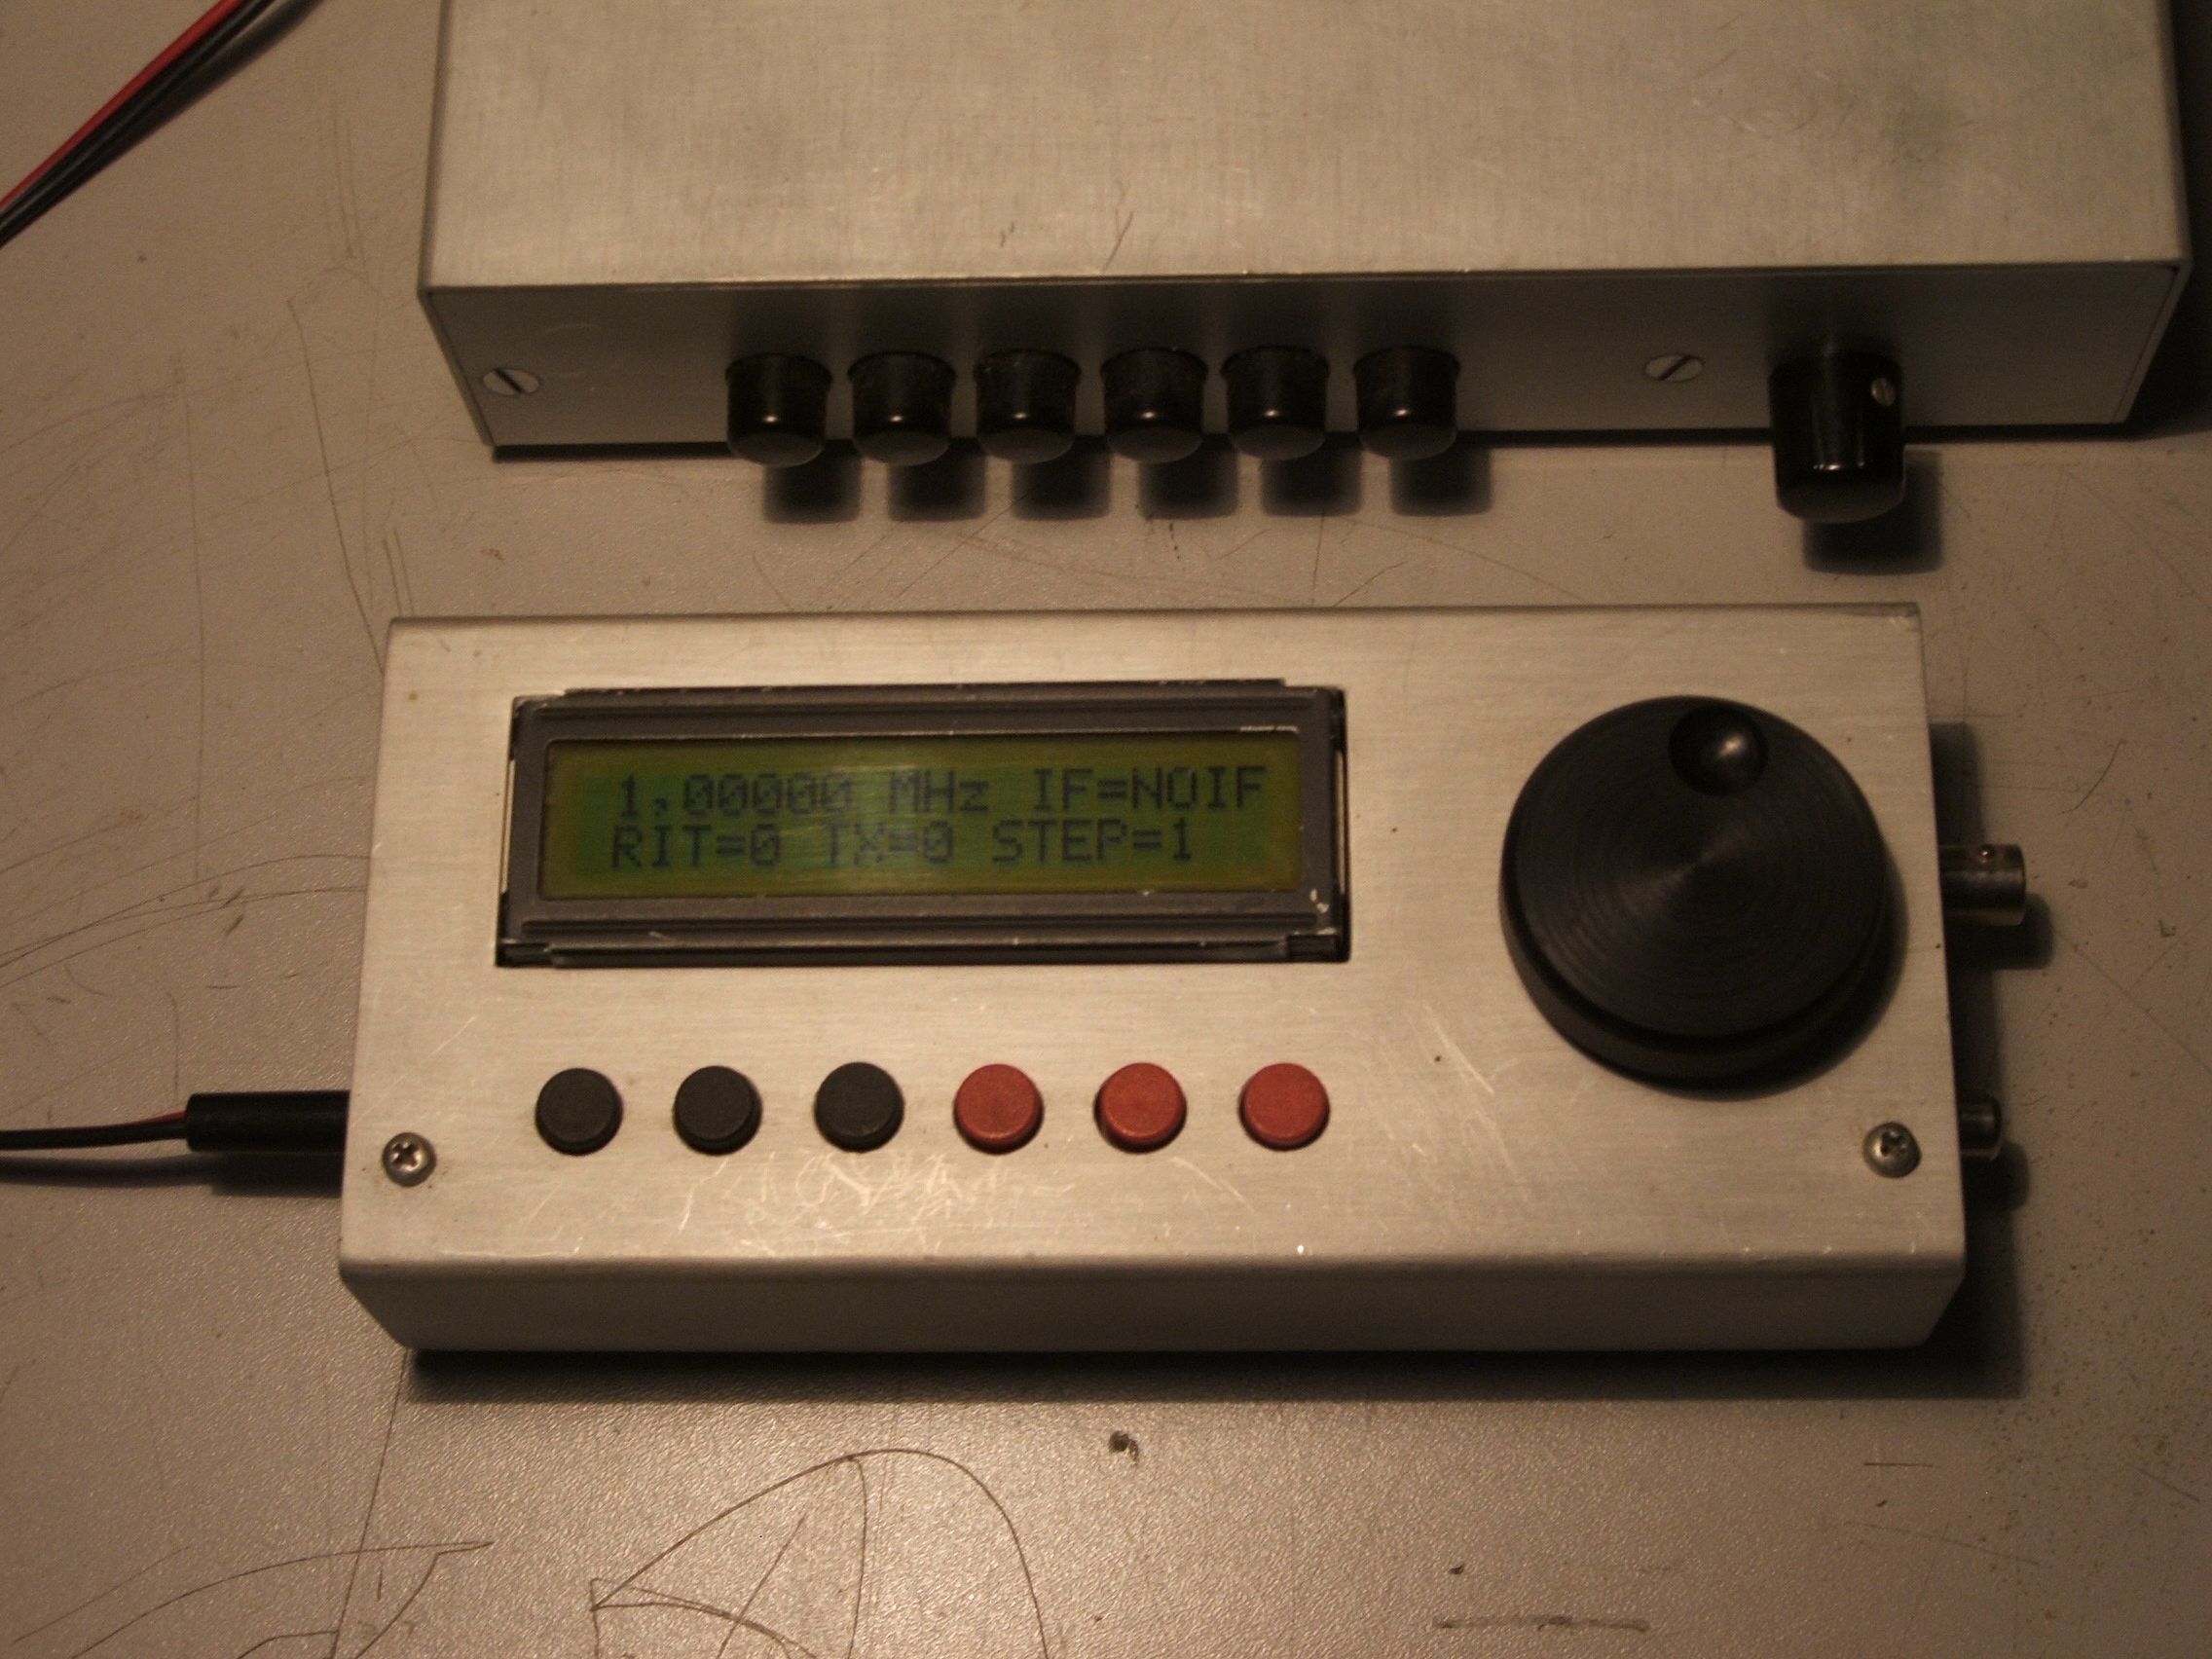 1,00000 MHz IF=NOIF
RIT=0 TX=0 STEP=1